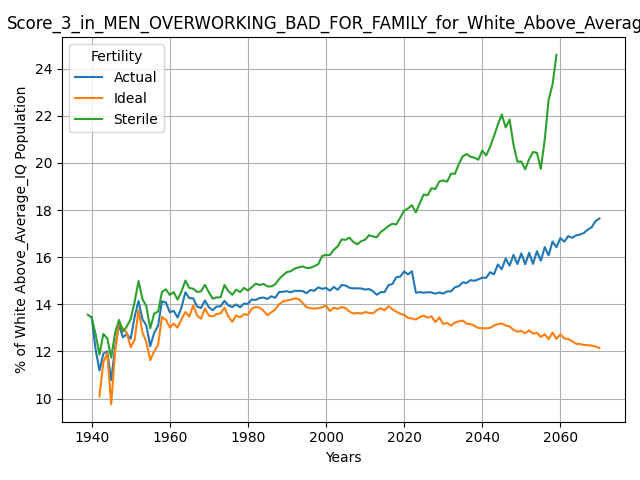 Score_3_in_MEN_OVERWORKING_BAD_FOR_FAMILY_for_White_Above_Averag
Fertility
Actual
Ideal
Sterile
% of White Above_Average_IQ Population
24
22
20
18
16
14
12
10
1940 1960 1980 2000 2020 2040 2060
Years